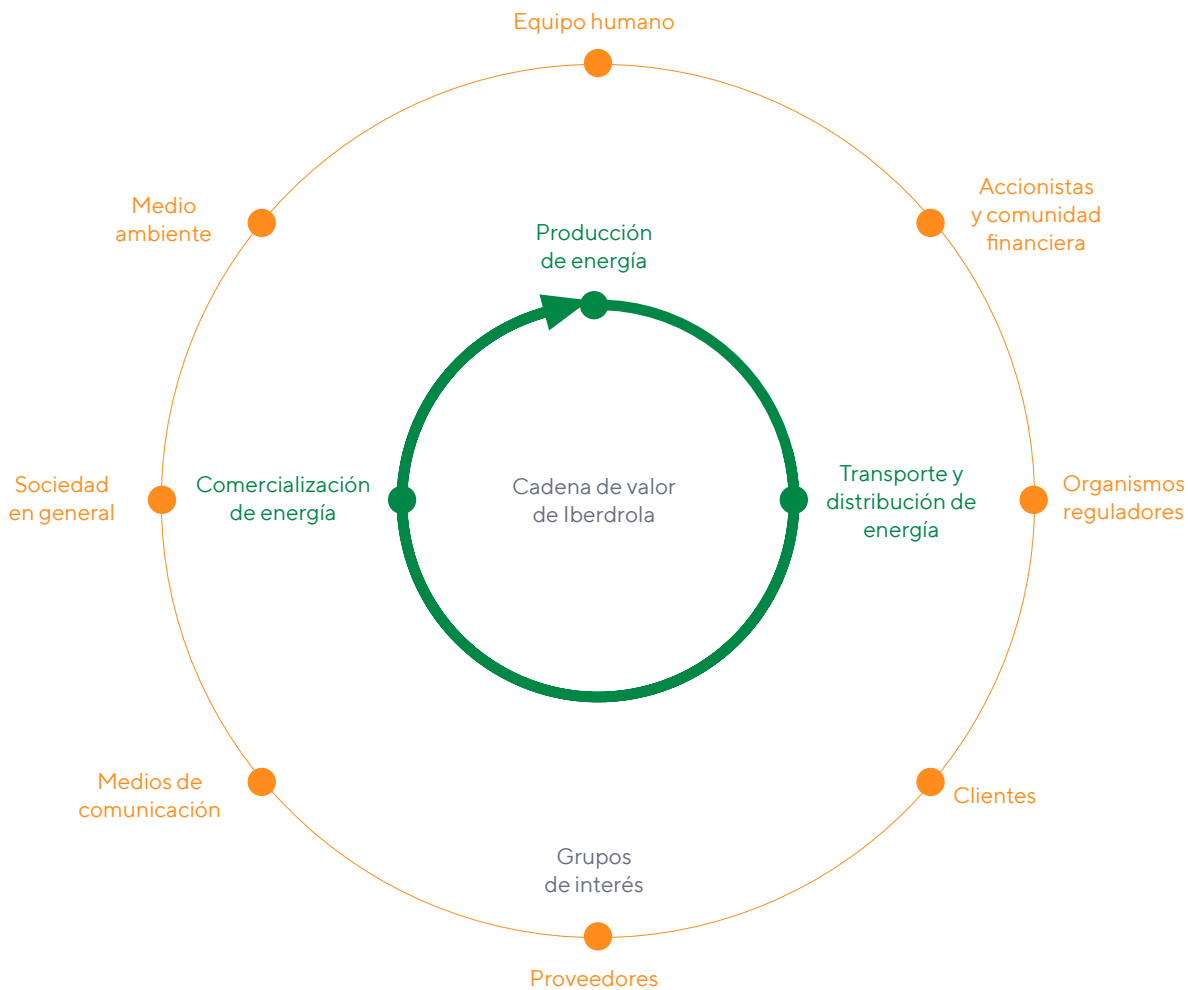 Equipo humano
Accionistas
y comunidad
financiera
Medio
ambiente
Producción
de energía
Sociedad
en general
Comercialización
de energía
Cadena de valor
de Iberdrola
Transporte y
distribución de
energía
Organismos
reguladores
Medios de
comunicación
Clientes
Grupos
de interés
Proveedores